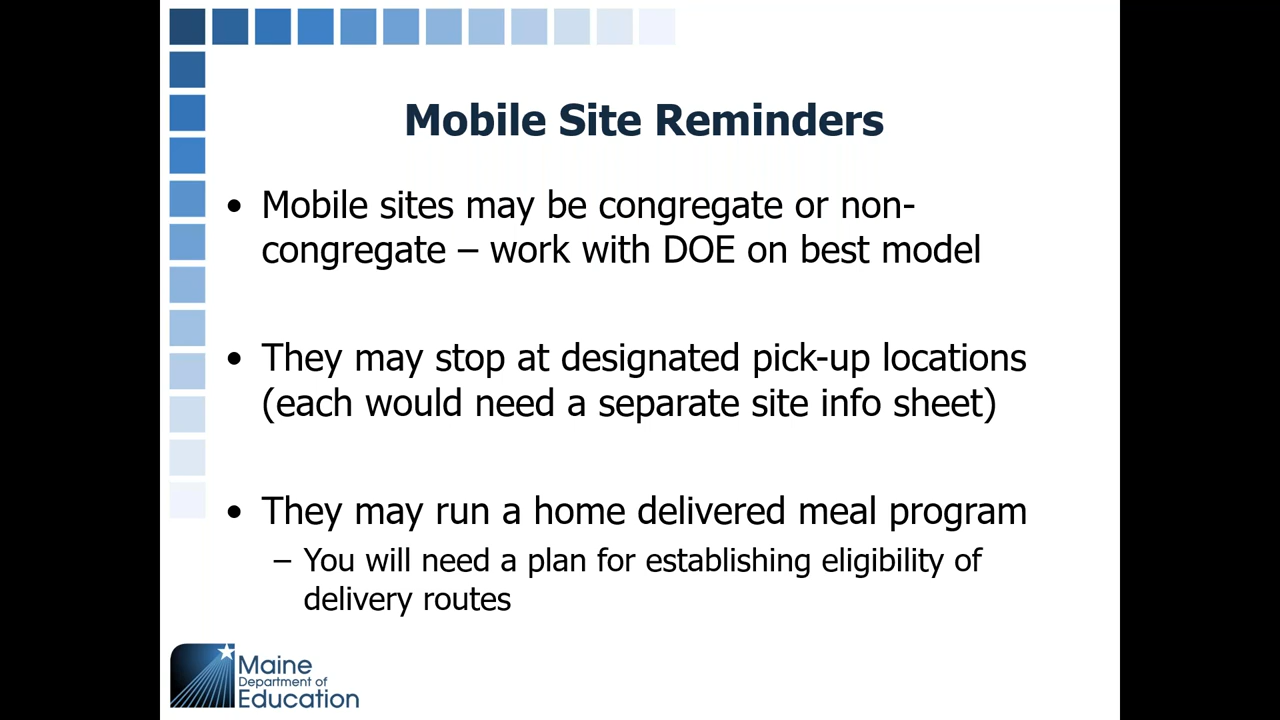 Mobile Site Reminders
• Mobile sites may be congregate or non-
congregate – work with DOE on best model
• They may stop at designated pick-up locations
(each would need a separate site info sheet)
• They may run a home delivered meal program
– You will need a plan for establishing eligibility of
delivery routes
Maine
Department of
Education